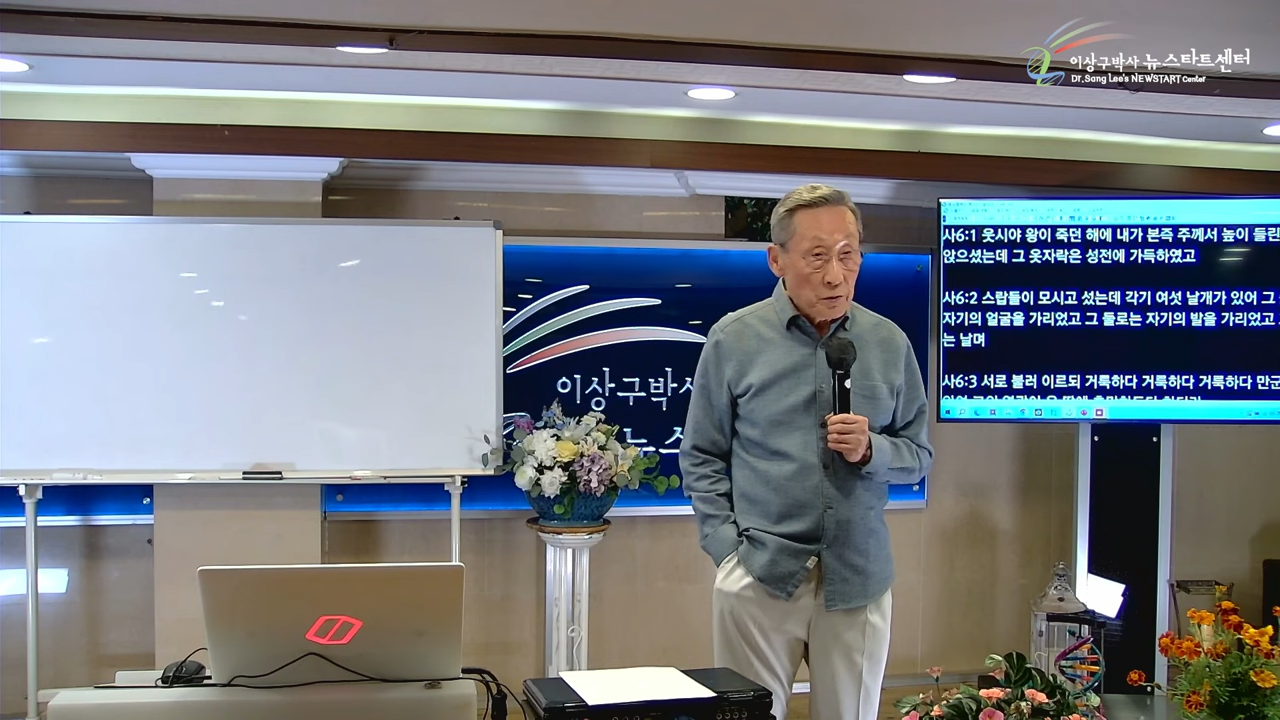 이상구박사 뉴스타트센터
Dr. Sang Lee's NEWSTART Center
사6:1 웃시야 왕이 죽던 해에 내가 본즉 주께서 높이 들린
앉으셨는데 그 옷자락은 성전에 가득하였고
사6:2 스랍들이 모시고 섰는데 각기 여섯 날개가 있어 그
자기의 얼굴을 가리었고 그 둘로는 자기의 발을 가리었고
는 날며
사6:3 서로 불러 이르되 거룩하다 거룩하다 거룩하다 만군
이상구박사
뉴스